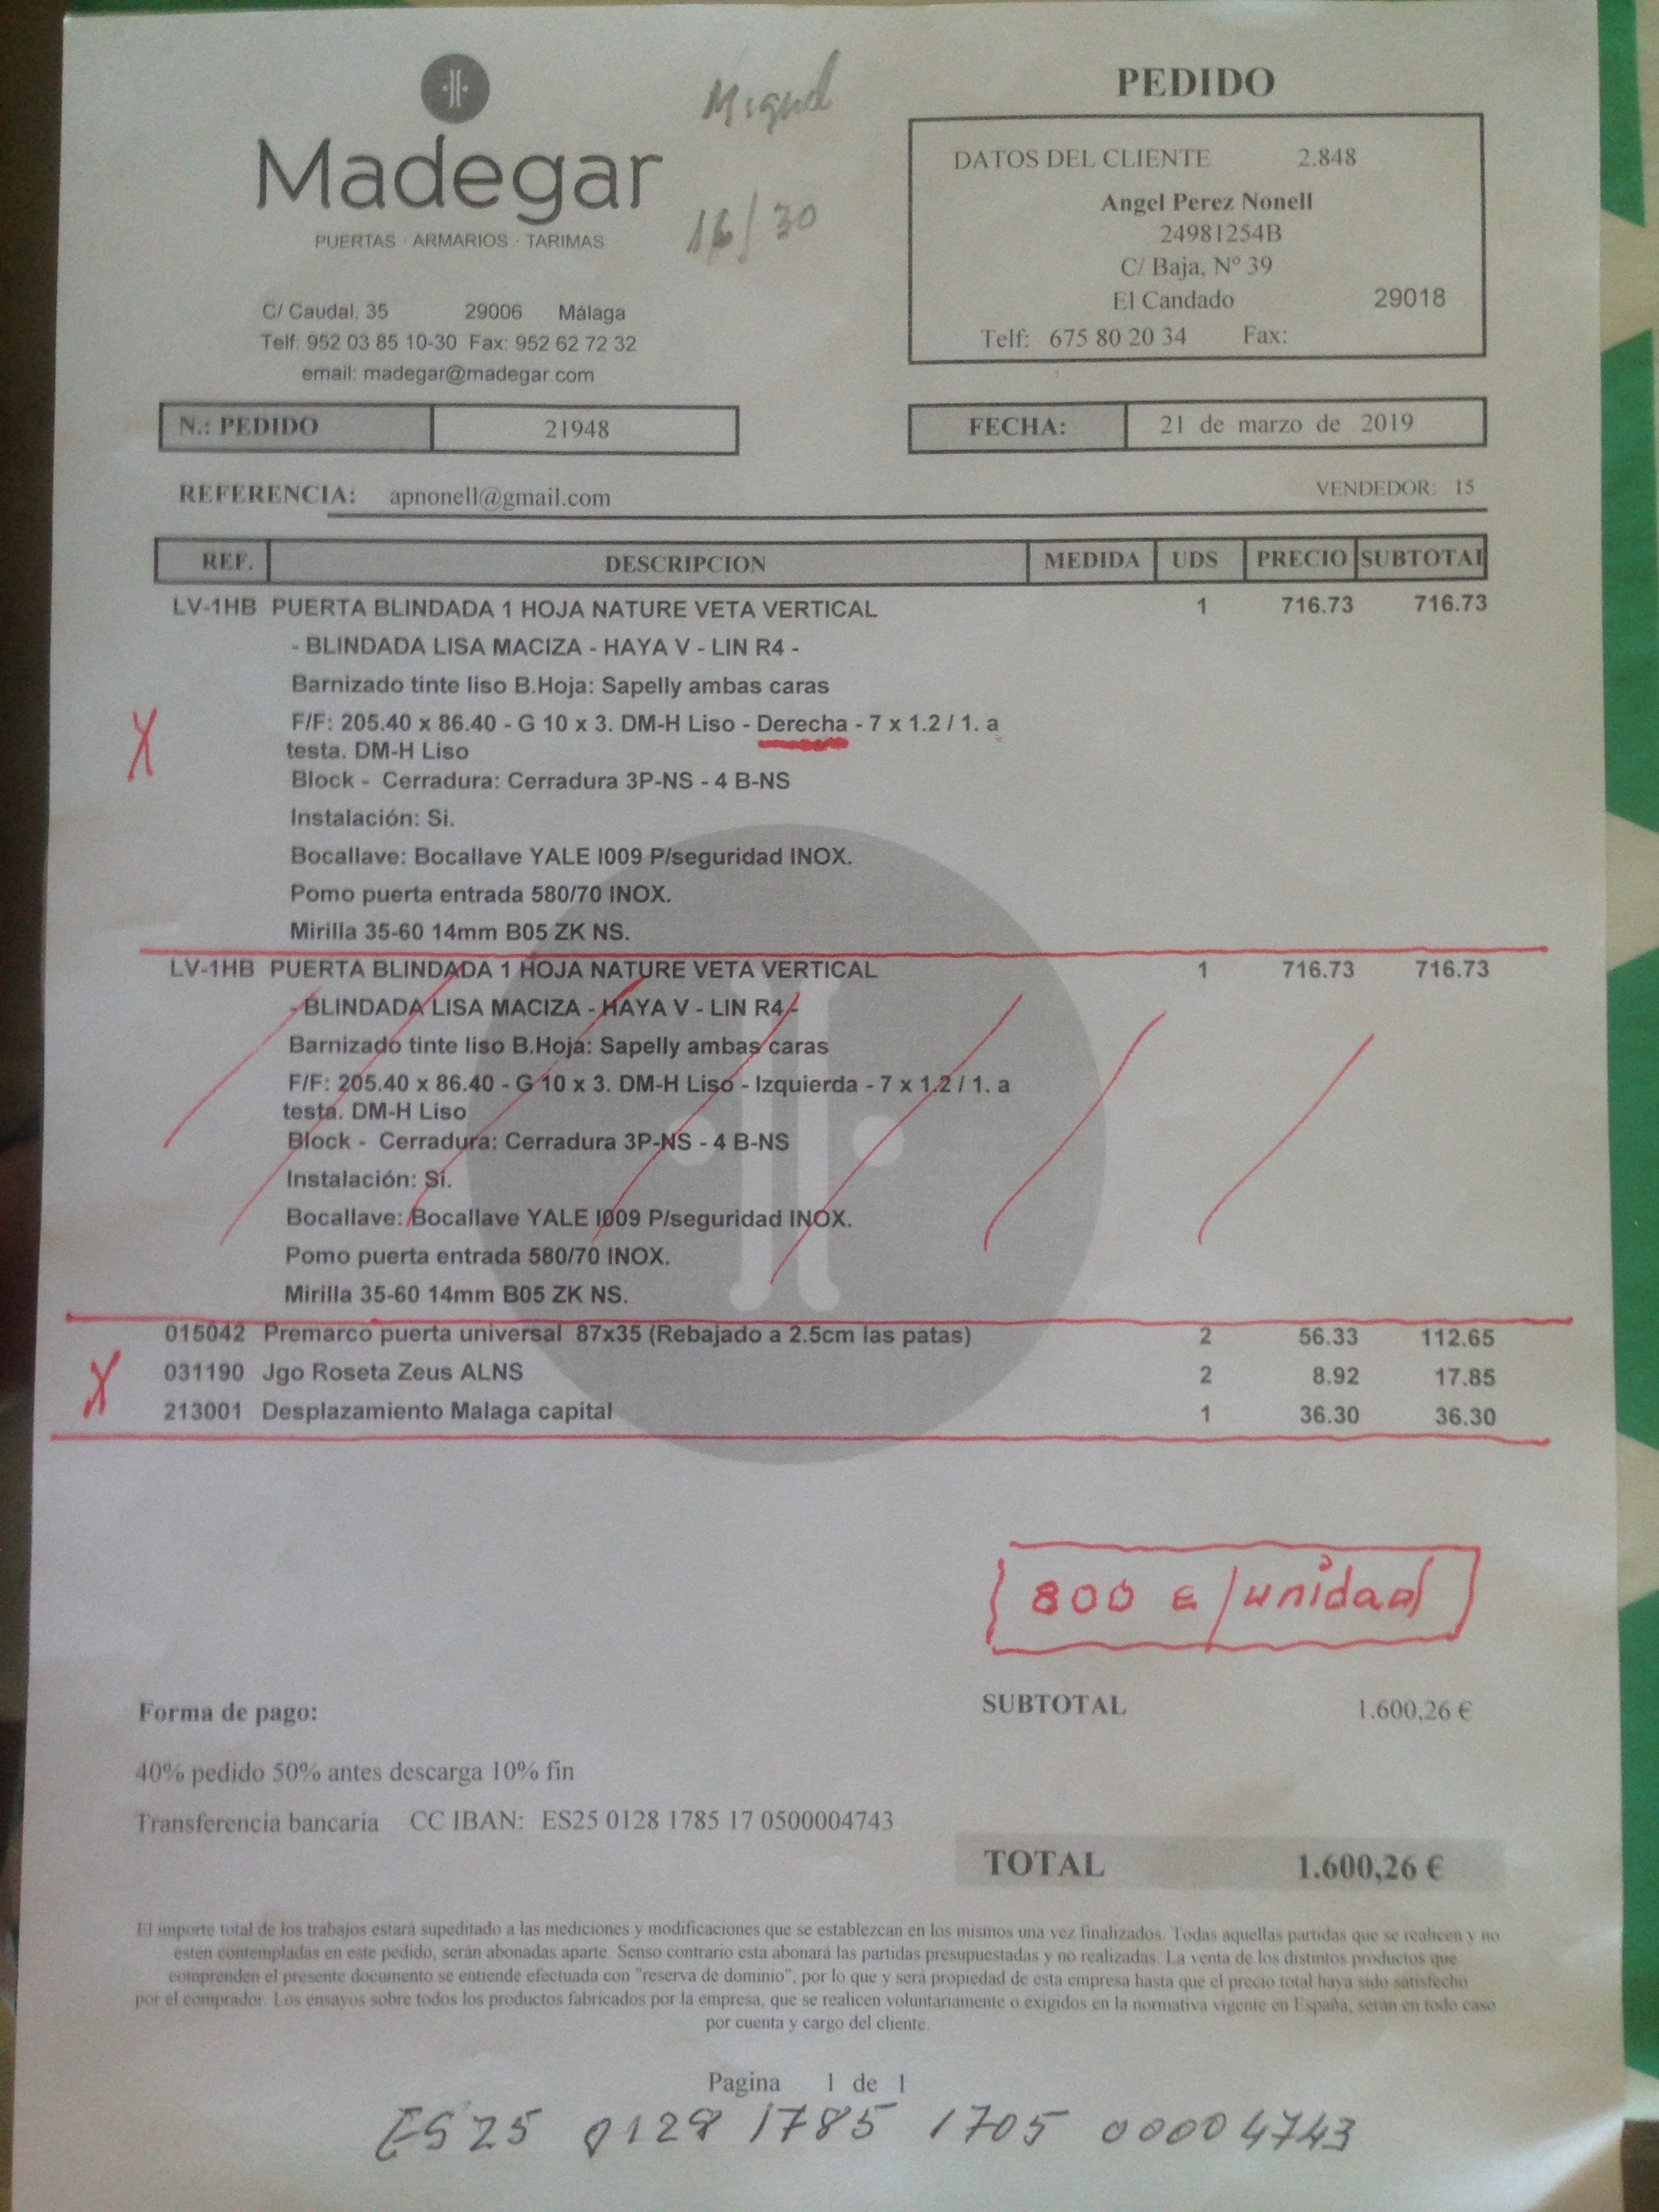 Miguel
Madegar
PUERTAS · ARMARIOS · TARIMAS
16/30
C/ Caudal, 35 29006 Málaga
Telf: 952 03 85 10-30 Fax: 952 62 72 32
email: madegar@madegar.com
PEDIDO
DATOS DEL CLIENTE 2.848
Angel Perez Nonell
24981254B
C/ Baja, Nº 39
El Candado 29018
Telf: 675 80 20 34 Fax:
N.: PEDIDO 21948
FECHA: 21 de marzo de 2019
REFERENCIA: apnonell@gmail.com
VENDEDOR: 15
REF. DESCRIPCION MEDIDA UDS PRECIO SUBTOTAL
LV-1HB PUERTA BLINDADA 1 HOJA NATURE VETA VERTICAL 1 716.73 716.73
- BLINDADA LISA MACIZA - HAYA V - LIN R4 -
Barnizado tinte liso B.Hoja: Sapelly ambas caras
X
F/F: 205.40 x 86.40 - G 10 x 3. DM-H Liso - Derecha - 7 x 1.2 / 1. a
testa. DM-H Liso
Block - Cerradura: Cerradura 3P-NS - 4 B-NS
Instalación: Si.
Bocallave: Bocallave YALE I009 P/seguridad INOX.
Pomo puerta entrada 580/70 INOX.
Mirilla 35-60 14mm B05 ZK NS.
LV-1HB PUERTA BLINDADA 1 HOJA NATURE VETA VERTICAL 1 716.73 716.73
- BLINDADA LISA MACIZA - HAYA V - LIN R4 -
Barnizado tinte liso B.Hoja: Sapelly ambas caras
F/F: 205.40 x 86.40 - G 10 x 3. DM-H Liso - Izquierda - 7 x 1.2 / 1. a
testa. DM-H Liso
Block - Cerradura: Cerradura 3P-NS - 4 B-NS
Instalación: Si.
Bocallave: Bocallave YALE I009 P/seguridad INOX.
Pomo puerta entrada 580/70 INOX.
Mirilla 35-60 14mm B05 ZK NS.
015042 Premarco puerta universal 87x35 (Rebajado a 2.5cm las patas) 2 56.33 112.65
X
031190 Jgo Roseta Zeus ALNS 2 8.92 17.85
213001 Desplazamiento Malaga capital 1 36.30 36.30
800 €/unidad
Forma de pago:
SUBTOTAL 1.600,26 €
40% pedido 50% antes descarga 10% fin
Transferencia bancaria CC IBAN: ES25 0128 1785 17 0500004743
TOTAL 1.600,26 €
El importe total de los trabajos estará supeditado a las mediciones y modificaciones que se establezcan en los mismos una vez finalizados. Todas aquellas partidas que se realicen y no
estén contempladas en este pedido, serán abonadas aparte. Senso contrario esta abonará las partidas presupuestadas y no realizadas. La venta de los distintos productos que
comprenden el presente documento se entiende efectuada con "reserva de dominio", por lo que y será propiedad de esta empresa hasta que el precio total haya sido satisfecho
por el comprador. Los ensayos sobre todos los productos fabricados por la empresa, que se realicen voluntariamente o exigidos en la normativa vigente en España, serán en todo caso
por cuenta y cargo del cliente.
Pagina 1 de 1
ES25 0128 1785 1705 00004743